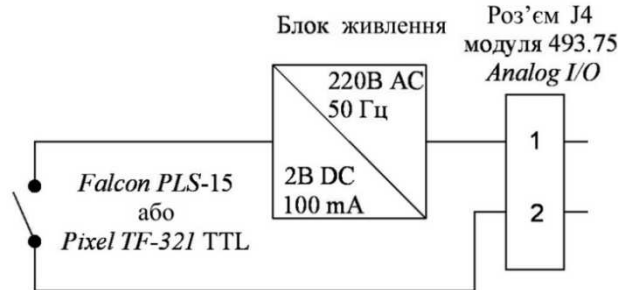 Блок живлення
Роз’єм J4
модуля 493.75
Analog I/O
220В AC
50 Гц
2В DC
100 mA
1
2
Falcon PLS-15
або
Pixel TF-321 TTL